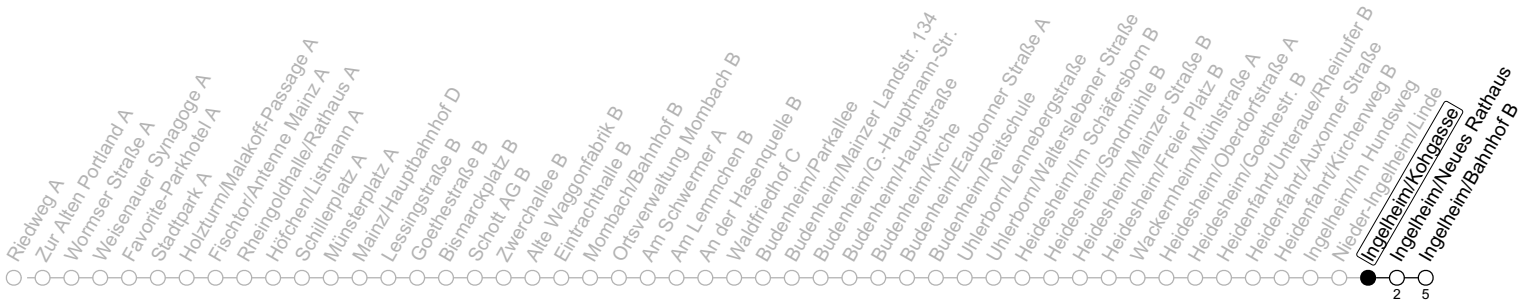 Riedweg A
Zur Alten Portland A
Wormser Straße A
Weisenauer Synagoge A
Favorite-Parkhotel A
Stadtpark A
Holzturm/Malakoff-Passage A
Fischtor/Antenne Mainz A
Rheingoldhalle/Rathaus A
Höfchen/Listmann A
Schillerplatz A
Münsterplatz A
Mainz/Hauptbahnhof D
Lessingstraße B
Goethestraße B
Bismarckplatz B
Schott AG B
Zwerchallee B
Alte Waggonfabrik B
Eintrachthalle B
Mombach/Bahnhof B
Ortsverwaltung Mombach B
Am Schwermer A
Am Lemmchen B
An der Hasenquelle B
Waldfriedhof C
Budenheim/Parkallee
Budenheim/Mainzer Landstr. 134
Budenheim/G.-Hauptmann-Str.
Budenheim/Hauptstraße
Budenheim/Kirche
Budenheim/Eaubonner Straße A
Budenheim/Reitschule
Uhlerborn/Lennebergstraße
Uhlerborn/Walterslebener Straße
Heidesheim/Im Schäfersborn B
Heidesheim/Sandmühle B
Heidesheim/Mainzer Straße B
Heidesheim/Freier Platz B
Wackernheim/Mühlstraße A
Heidesheim/Oberdorfstraße A
Heidesheim/Goethestr. B
Heidenfahrt/Unteraue/Rheinufer B
Heidenfahrt/Auxonner Straße
Heidenfahrt/Kirchenweg B
Ingelheim/Im Hundsweg
Nieder-Ingelheim/Linde
Ingelheim/Kohgasse
Ingelheim/Neues Rathaus
Ingelheim/Bahnhof B
2 5